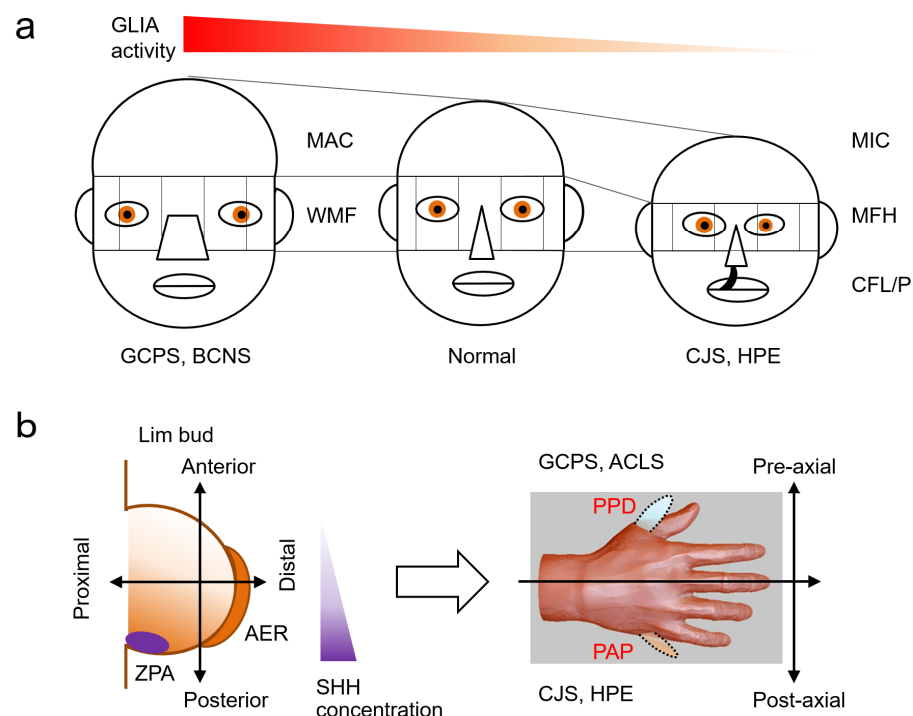 a
GLIA
activity
MAC
MIC
WMF
MFH
CFL/P
GCPS, BCNS
Normal
CJS, HPE
b
Lim bud
Anterior
Proximal
Distal
AER
ZPA
Posterior
SHH
concentration
GCPS, ACLS
Pre-axial
PPD
PAP
CJS, HPE
Post-axial